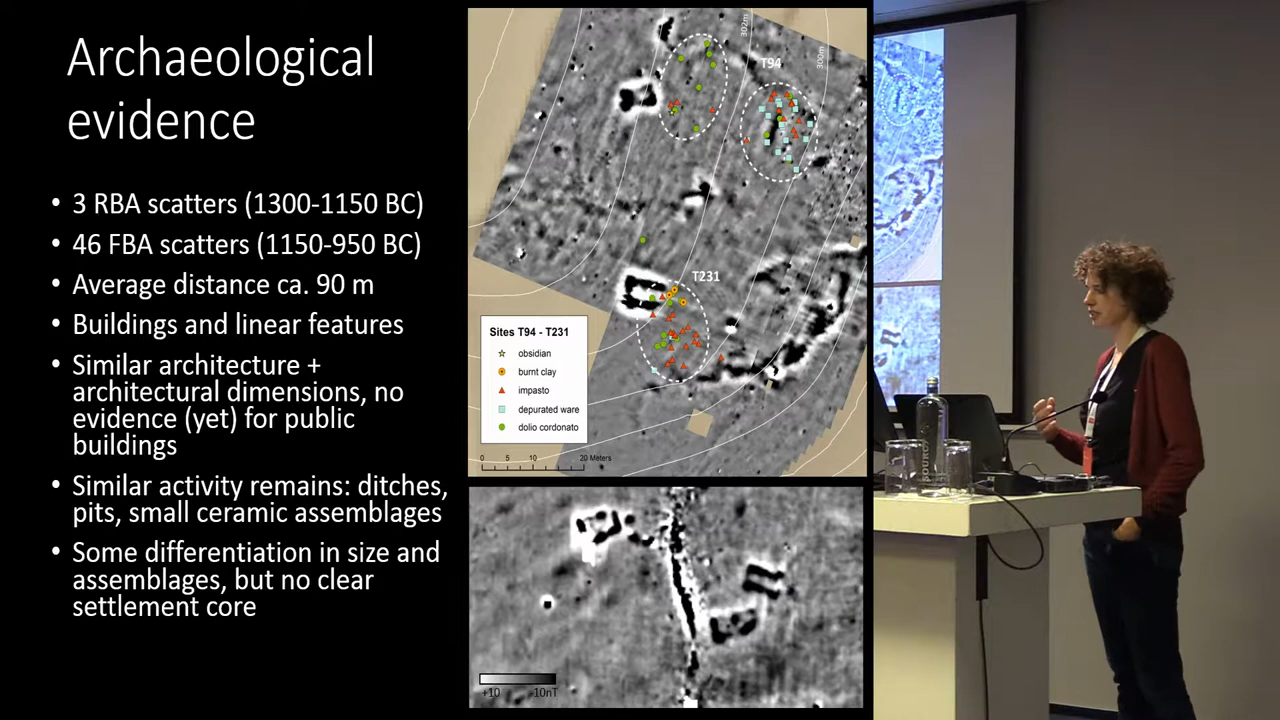 Archaeological
evidence
• 3 RBA scatters (1300-1150 BC)
• 46 FBA scatters (1150-950 BC)
• Average distance ca. 90 m
• Buildings and linear features
• Similar architecture +
architectural dimensions, no
evidence (yet) for public
buildings
• Similar activity remains: ditches,
pits, small ceramic assemblages
• Some differentiation in size and
assemblages, but no clear
settlement core
302m
300m
T94
T231
Sites T94 - T231
obsidian
burnt clay
impasto
depurated ware
dolio cordonato
0 5 10 20 Meters
+10 -10nT
SOURCE